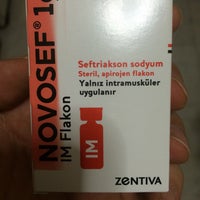 NOVOSEF® 1
IM Flakon
Seftriakson sodyum
Steril, apirojen flakon
Yalnız intramusküler
uygulanır
IM
ZENTIVA